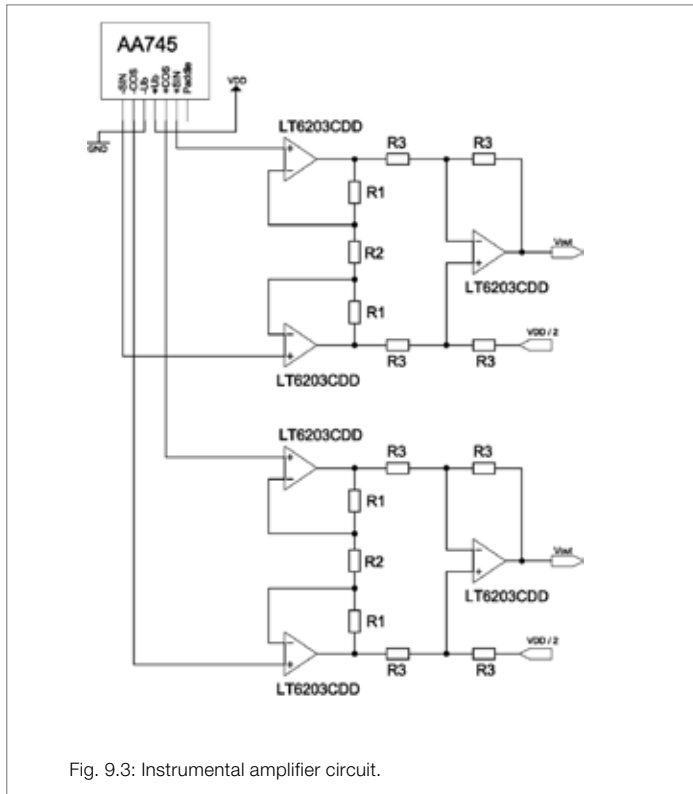 AA745
-SIN
-COS
-Ub
+Ub
+COS
+SIN
Paddle
VDD
GND
LT6203CDD
R3
R3
R1
R2
Vout
LT6203CDD
R1
VDD / 2
R3
R3
LT6203CDD
LT6203CDD
R3
R3
R1
R2
Vout
LT6203CDD
R1
VDD / 2
R3
R3
LT6203CDD
Fig. 9.3: Instrumental amplifier circuit.